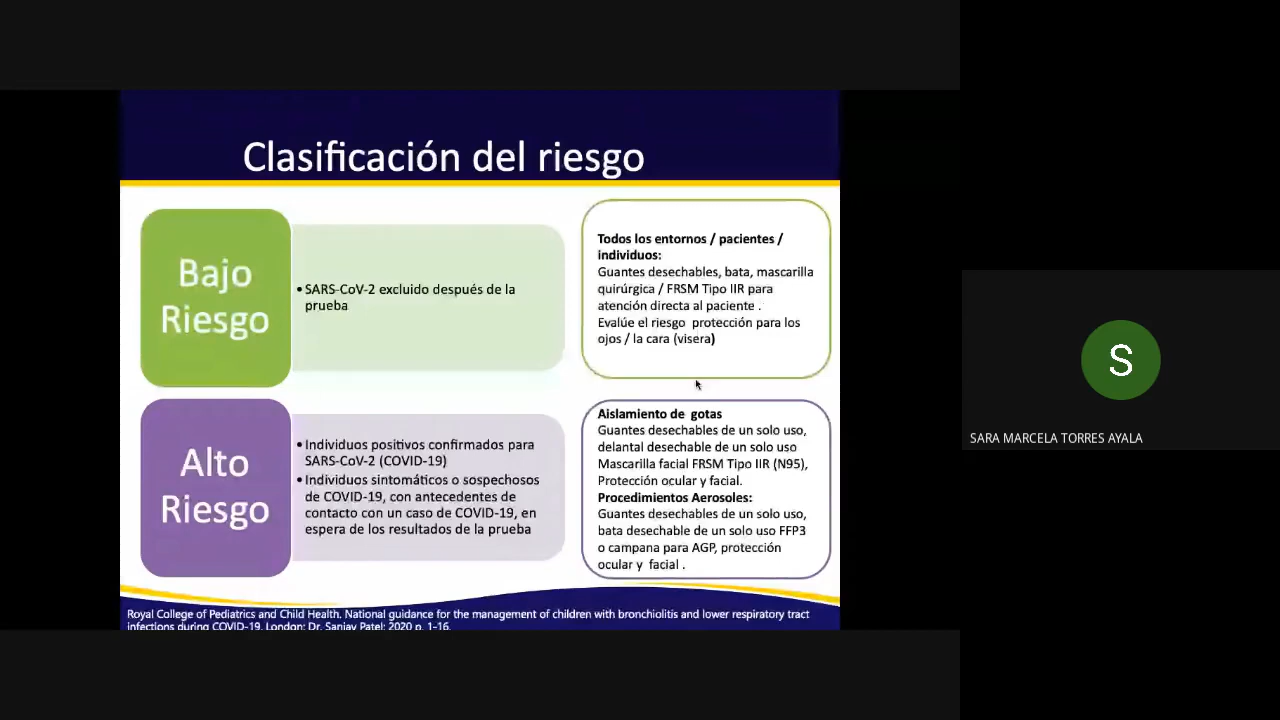 Clasificación del riesgo
Bajo
Riesgo
• SARS-CoV-2 excluido después de la
prueba
Todos los entornos / pacientes /
individuos:
Guantes desechables, bata, mascarilla
quirúrgica / FRSM Tipo IIR para
atención directa al paciente .
Evalúe el riesgo protección para los
ojos / la cara (visera)
Alto
Riesgo
• Individuos positivos confirmados para
SARS-CoV-2 (COVID-19)
• Individuos sintomáticos o sospechosos
de COVID-19, con antecedentes de
contacto con un caso de COVID-19, en
espera de los resultados de la prueba
Aislamiento de gotas
Guantes desechables de un solo uso,
delantal desechable de un solo uso
Mascarilla facial FRSM Tipo IIR (N95),
Protección ocular y facial.
Procedimientos Aerosoles:
Guantes desechables de un solo uso,
bata desechable de un solo uso FFP3
o campana para AGP, protección
ocular y facial .
Royal College of Pediatrics and Child Health. National guidance for the management of children with bronchiolitis and lower respiratory tract
infections during COVID-19. London: Dr. Sanjay Patel; 2020 p. 1-16.
S
SARA MARCELA TORRES AYALA